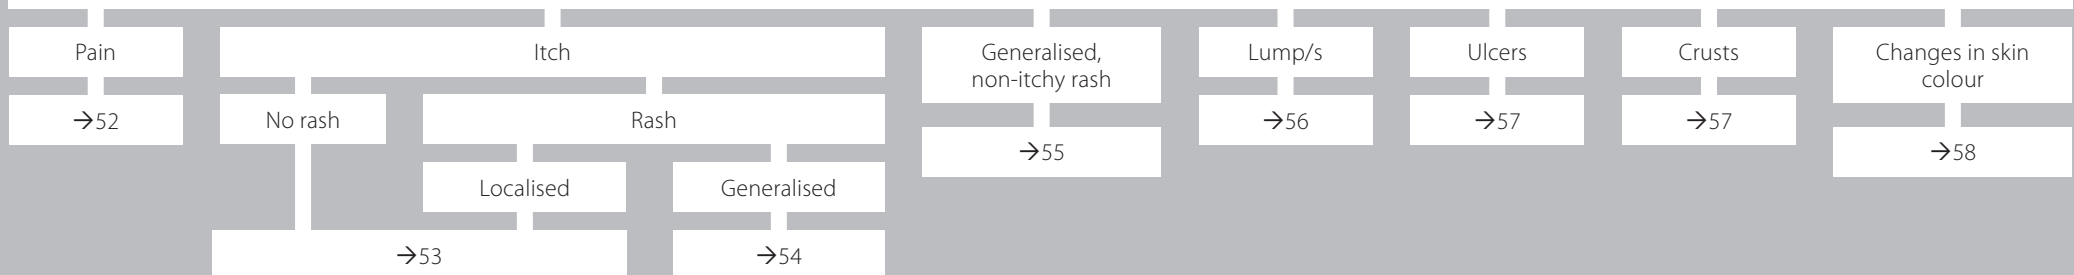 Pain
Itch
Generalised,
non-itchy rash
Lump/s
Ulcers
Crusts
Changes in skin
colour
→52
No rash
Rash
→56
→57
→57
→55
→58
Localised
Generalised
→53
→54